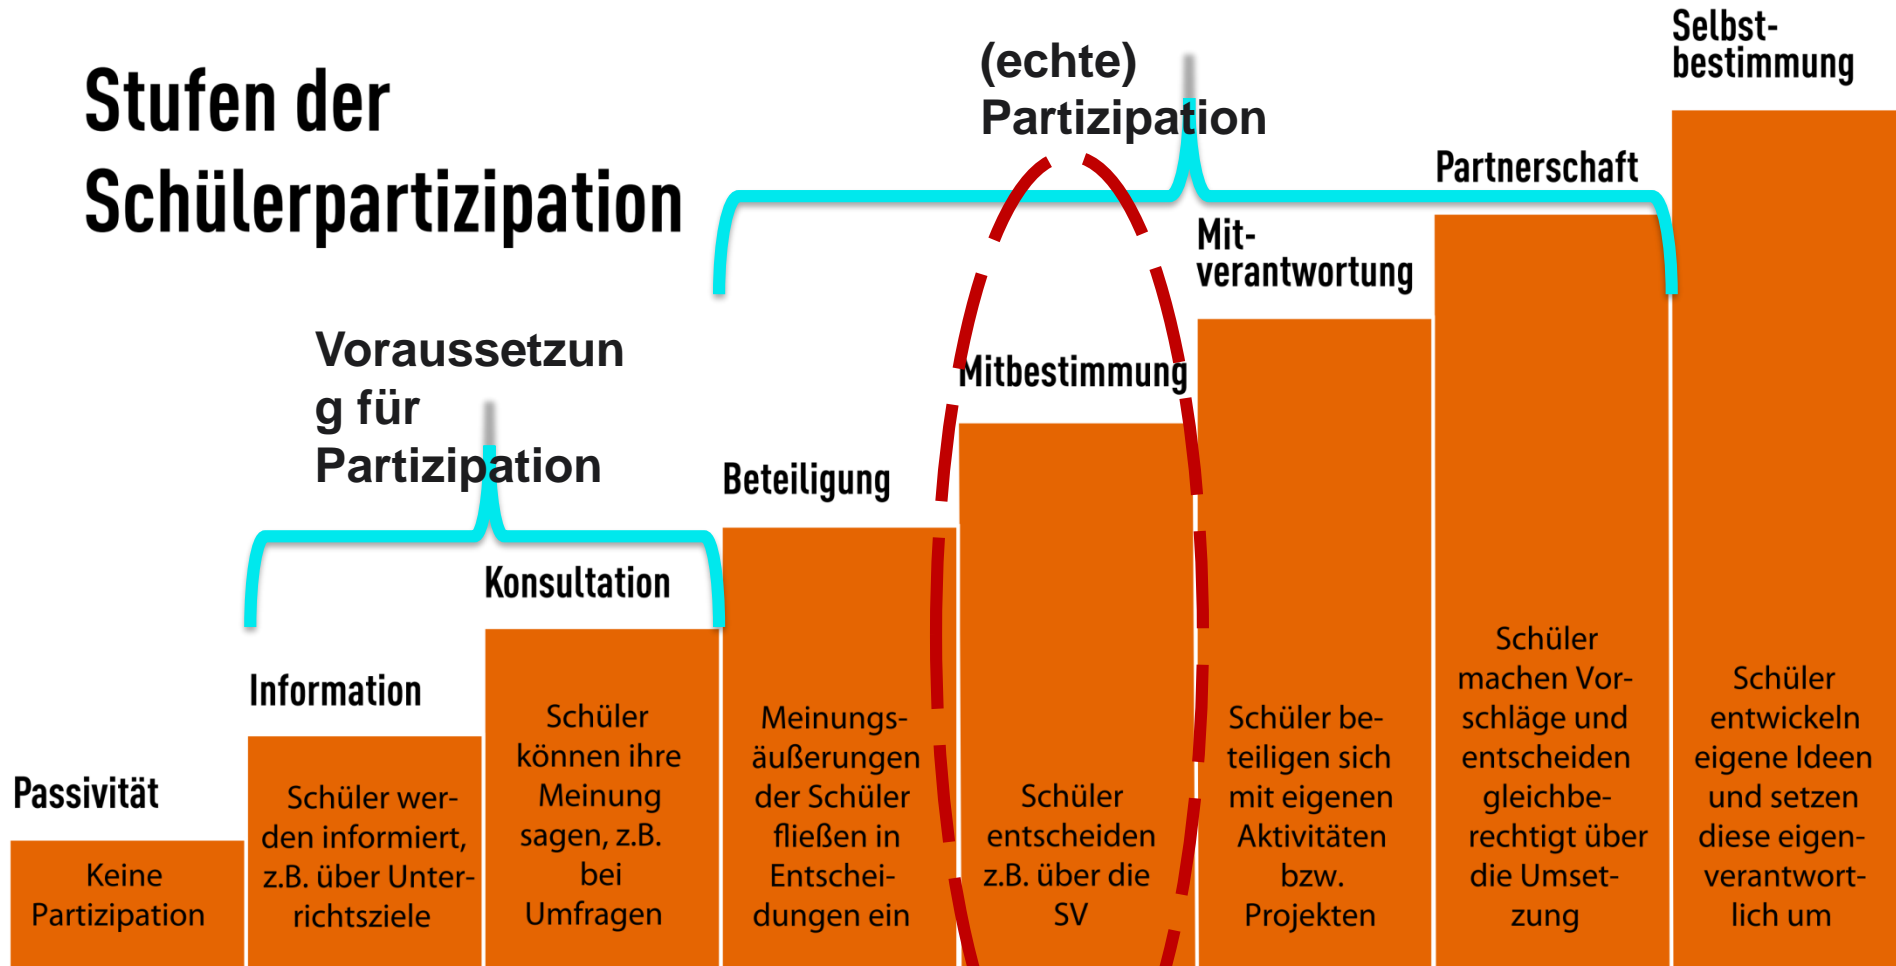 Stufen der
Schülerpartizipation
Voraussetzun
g für
Partizipation
(echte)
Partizipation
Passivität
Keine
Partizipation
Information
Schüler wer-
den informiert,
z.B. über Unter-
richtsziele
Konsultation
Schüler
können ihre
Meinung
sagen, z.B.
bei
Umfragen
Beteiligung
Meinungs-
äußerungen
der Schüler
fließen in
Entschei-
dungen ein
Mitbestimmung
Schüler
entscheiden
z.B. über die
SV
Mit-
verantwortung
Schüler be-
teiligen sich
mit eigenen
Aktivitäten
bzw.
Projekten
Partnerschaft
Schüler
machen Vor-
schläge und
entscheiden
gleichbe-
rechtigt über
die Umset-
zung
Selbst-
bestimmung
Schüler
entwickeln
eigene Ideen
und setzen
diese eigen-
verantwort-
lich um